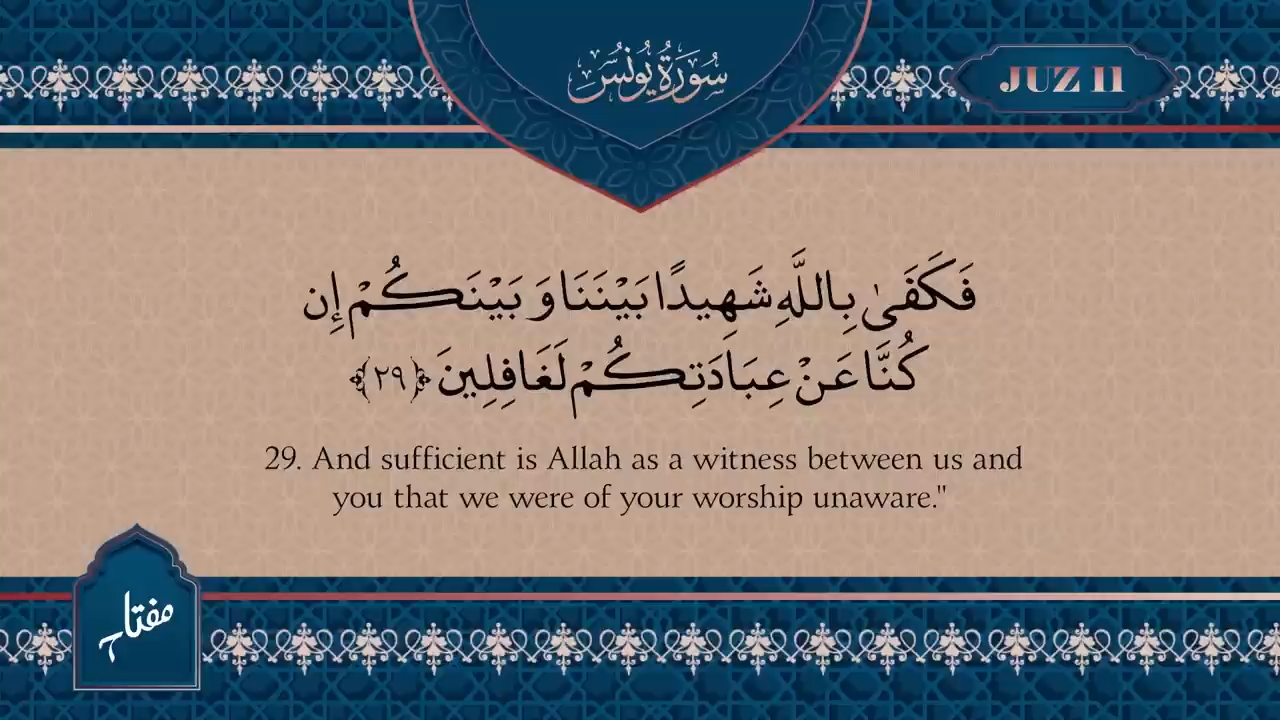 سُورَةُ يُونُسَ
JUZ 11
فَكَفَىٰ بِاللَّهِ شَهِيدًا بَيْنَنَا وَ بَيْنَكُمْ إِن
كُنَّا عَنْ عِبَادَتِكُمْ لَغَافِلِينَ ﴿٢٩﴾
29. And sufficient is Allah as a witness between us and
you that we were of your worship unaware."
مفتاح